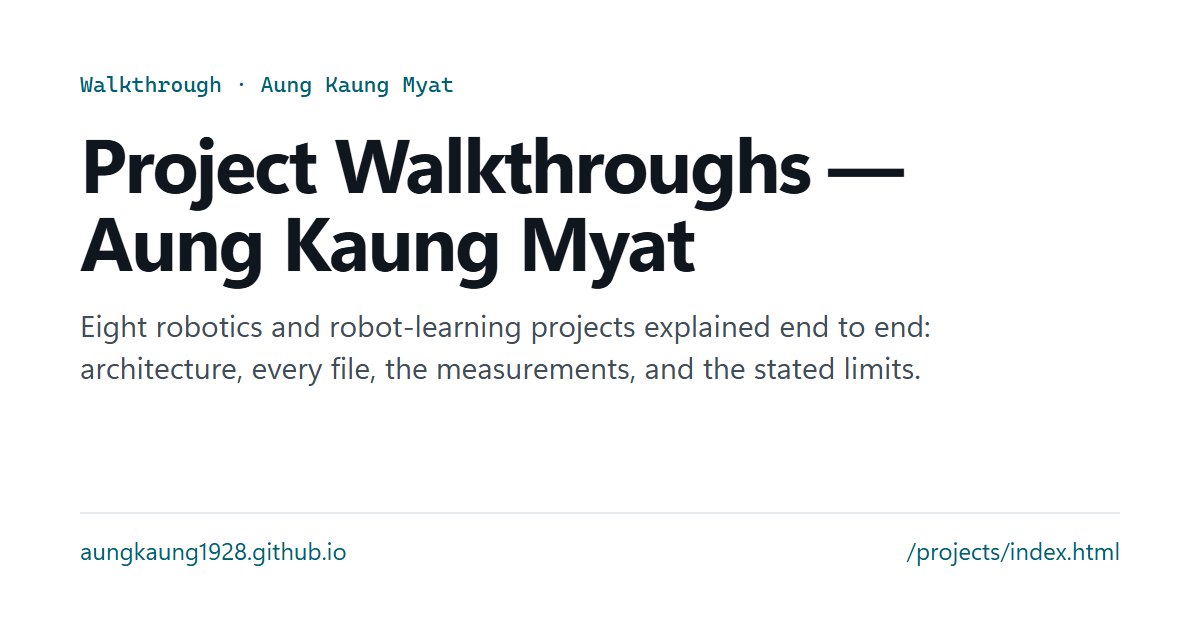 Walkthrough · Aung Kaung Myat
Project Walkthroughs —
Aung Kaung Myat
Eight robotics and robot-learning projects explained end to end:
architecture, every file, the measurements, and the stated limits.
aungkaung1928.github.io
/projects/index.html